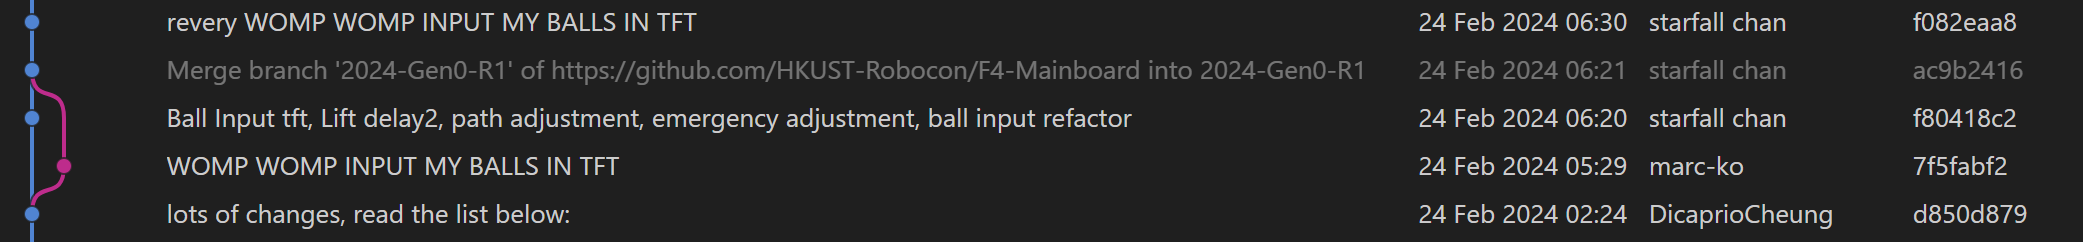 revery WOMP WOMP INPUT MY BALLS IN TFT 24 Feb 2024 06:30 starfall chan f082eaa8
Merge branch '2024-Gen0-R1' of https://github.com/HKUST-Robocon/F4-Mainboard into 2024-Gen0-R1 24 Feb 2024 06:21 starfall chan ac9b2416
Ball Input tft, Lift delay2, path adjustment, emergency adjustment, ball input refactor 24 Feb 2024 06:20 starfall chan f80418c2
WOMP WOMP INPUT MY BALLS IN TFT 24 Feb 2024 05:29 marc-ko 7f5fabf2
lots of changes, read the list below: 24 Feb 2024 02:24 DicaprioCheung d850d879